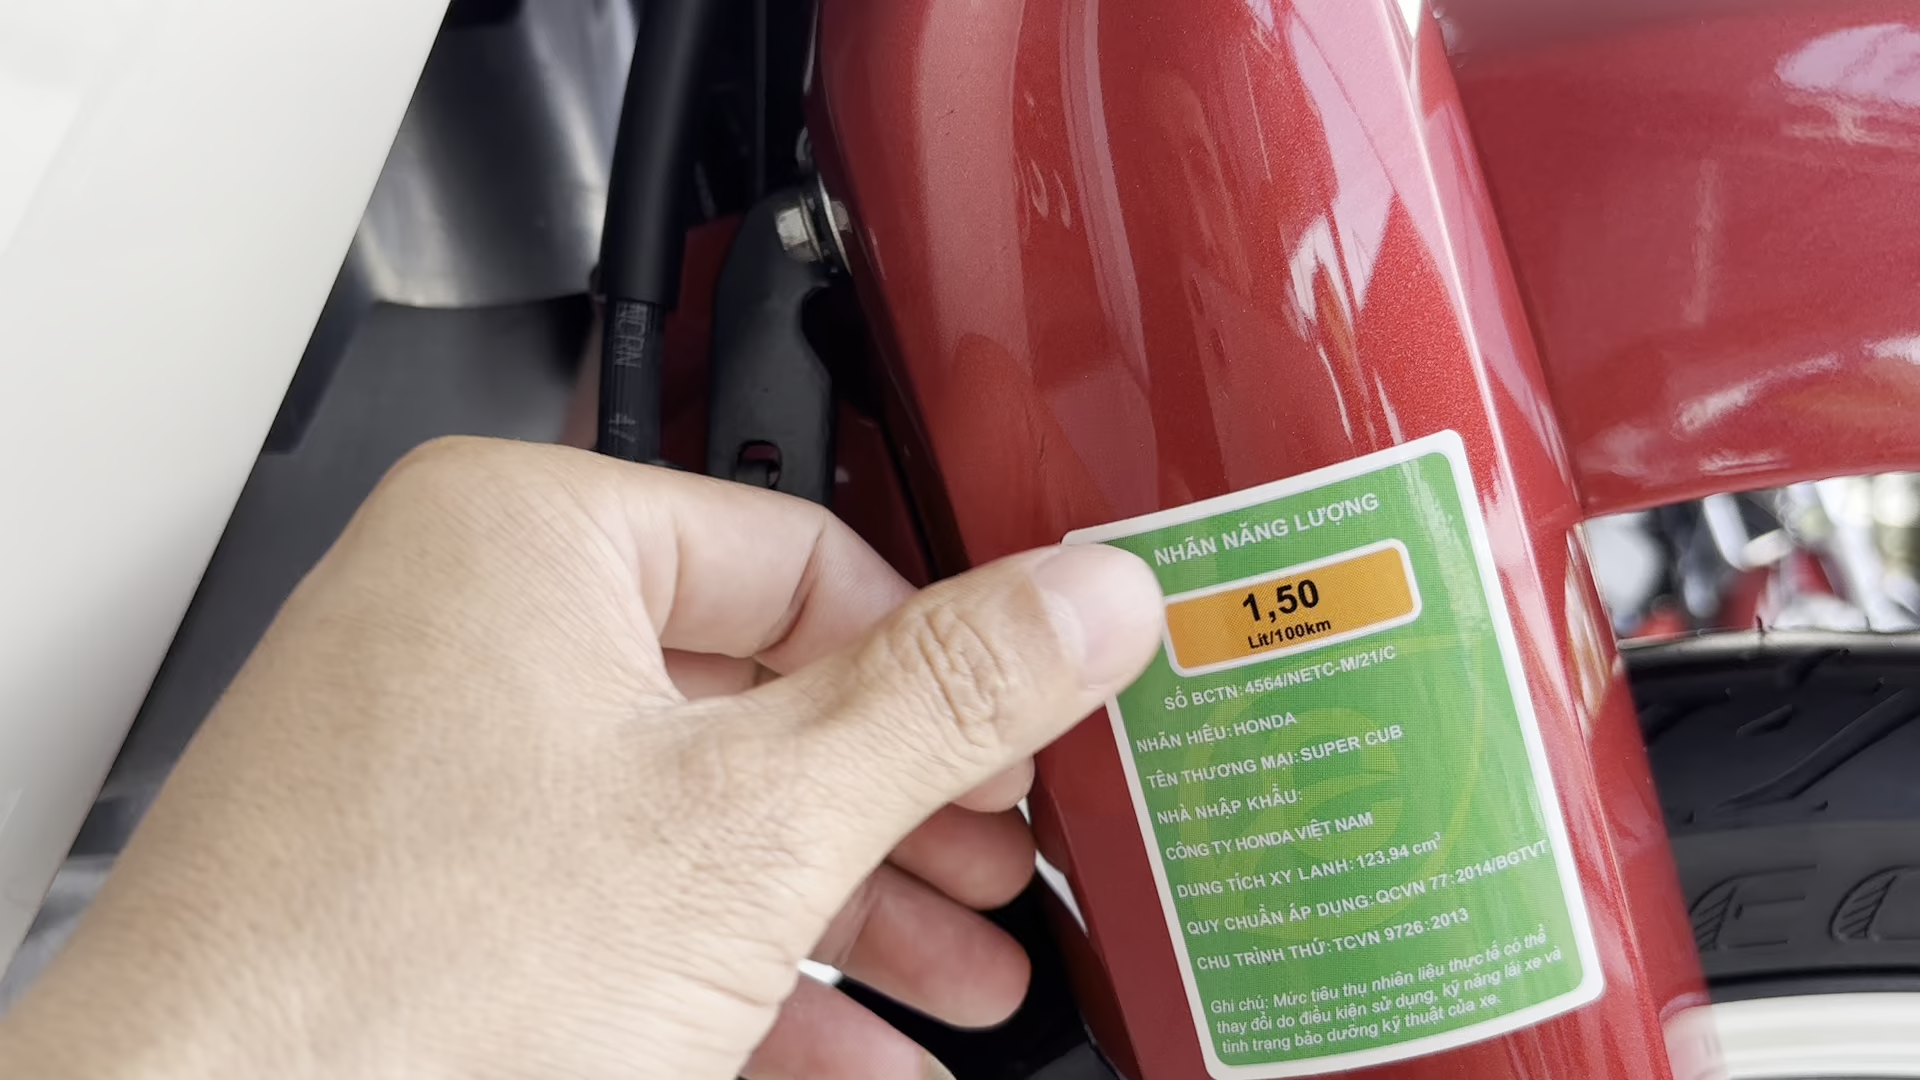 NHÃN NĂNG LƯỢNG
1,50
Lít/100km
SỐ BCTN: 4564/NETC-M/21/C
NHÃN HIỆU: HONDA
TÊN THƯƠNG MẠI: SUPER CUB
NHÀ NHẬP KHẨU:
CÔNG TY HONDA VIỆT NAM
DUNG TÍCH XY LANH: 123,94 cm³
QUY CHUẨN ÁP DỤNG: QCVN 77:2014/BGTVT
CHU TRÌNH THỬ: TCVN 9726:2013
Ghi chú: Mức tiêu thụ nhiên liệu thực tế có thể
thay đổi do điều kiện sử dụng, kỹ năng lái xe và
tình trạng bảo dưỡng kỹ thuật của xe.